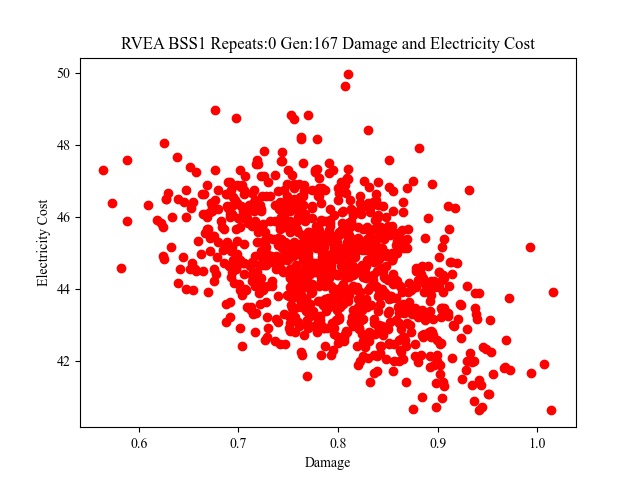 RVEA BSS1 Repeats:0 Gen:167 Damage and Electricity Cost
50
48
46
44
42
Electricity Cost
0.6 0.7 0.8 0.9 1.0
Damage